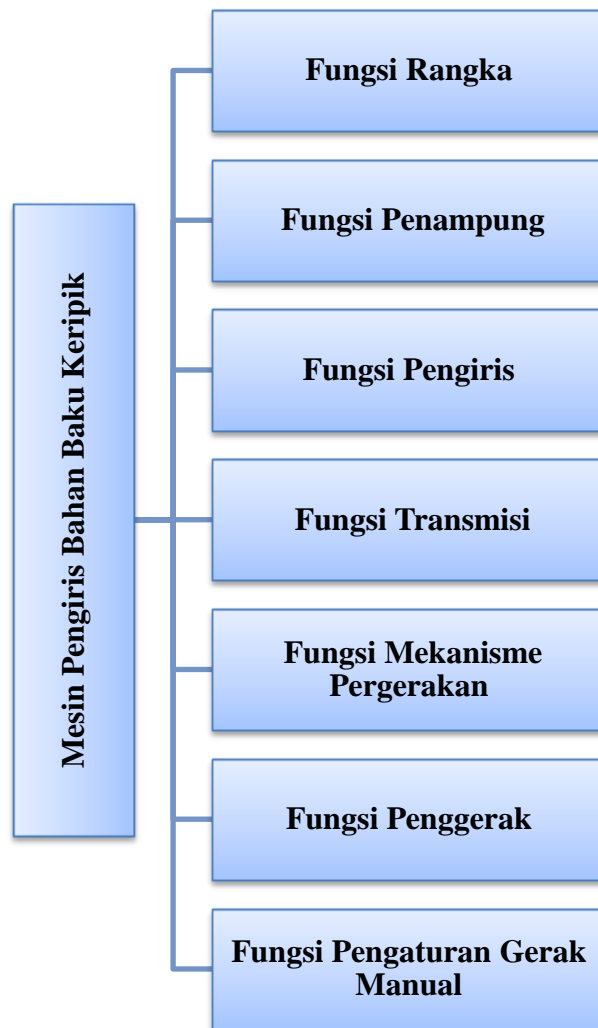 Mesin Pengiris Bahan Baku Keripik
Fungsi Rangka
Fungsi Penampung
Fungsi Pengiris
Fungsi Transmisi
Fungsi Mekanisme
Pergerakan
Fungsi Penggerak
Fungsi Pengaturan Gerak
Manual